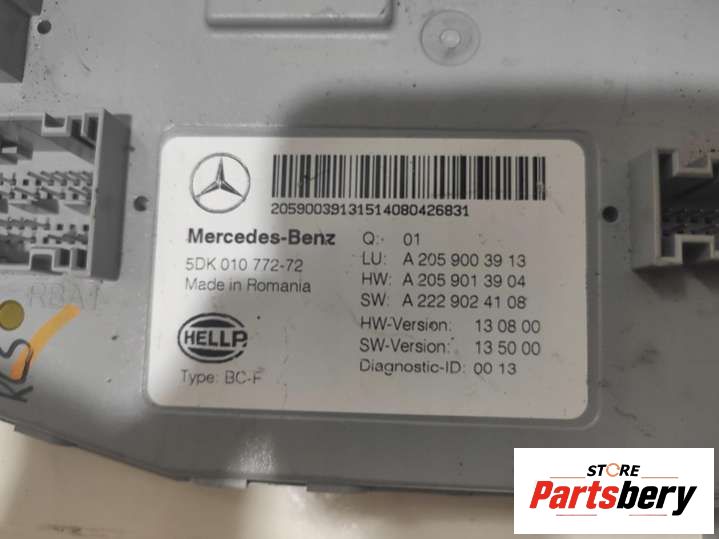 20590039131514080426831
Mercedes-Benz
Q: 01
5DK 010 772-72
LU: A 205 900 39 13
Made in Romania
HW: A 205 901 39 04
SW: A 222 902 41 08
HELLA
HW-Version: 13 08 00
SW-Version: 13 50 00
Type: BC-F
Diagnostic-ID: 00 13
RBA1
STORE
Partsbery